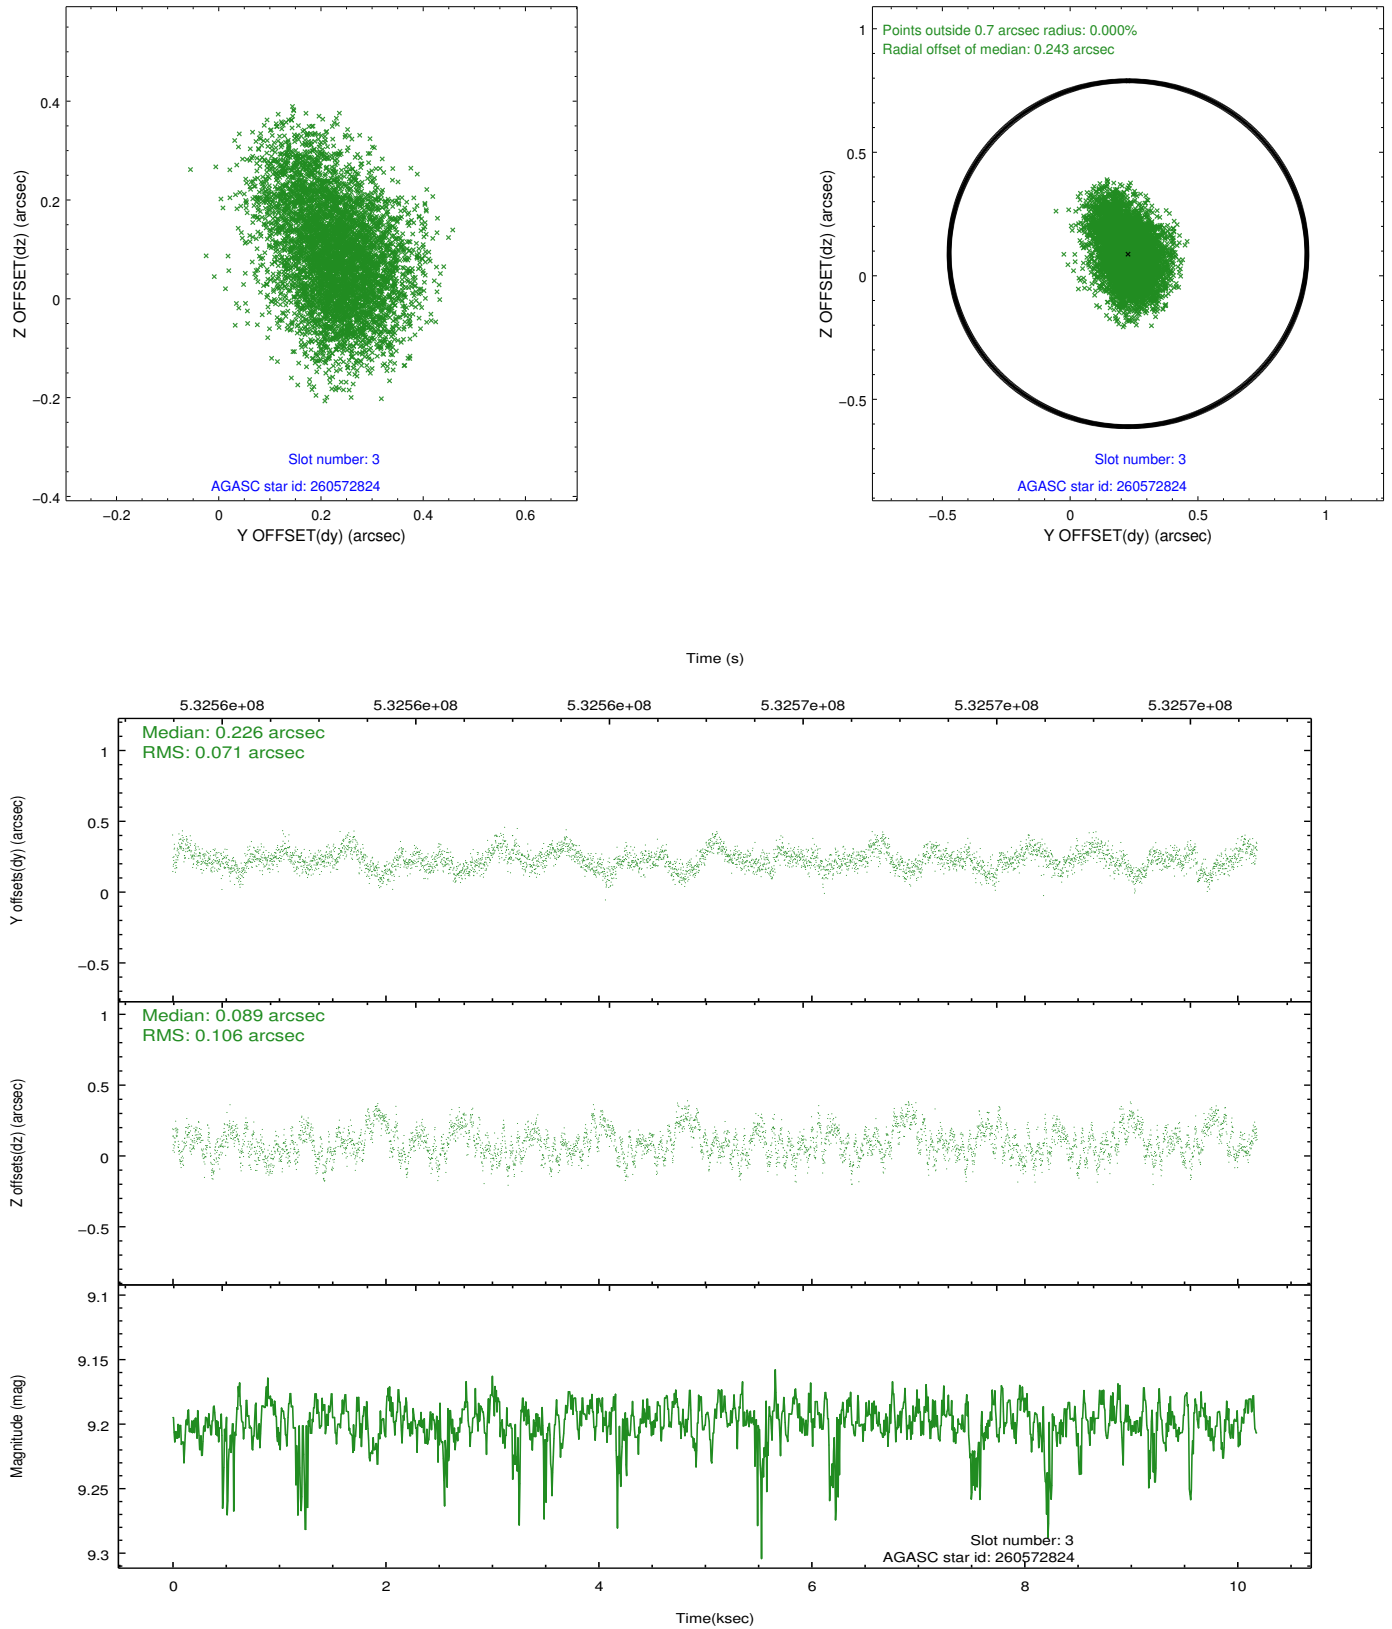 0.4
0.2
0
−0.2
−0.4
Z OFFSET(dz) (arcsec)
Slot number: 3
AGASC star id: 260572824
−0.2 0 0.2 0.4 0.6
Y OFFSET(dy) (arcsec)
Points outside 0.7 arcsec radius: 0.000%
Radial offset of median: 0.243 arcsec
1
0.5
0
−0.5
Z OFFSET(dz) (arcsec)
Slot number: 3
AGASC star id: 260572824
−0.5 0 0.5 1
Y OFFSET(dy) (arcsec)
Time (s)
5.3256e+08 5.3256e+08 5.3256e+08 5.3257e+08 5.3257e+08 5.3257e+08
Median: 0.226 arcsec
RMS: 0.071 arcsec
1
0.5
0
−0.5
Y offsets(dy) (arcsec)
Median: 0.089 arcsec
RMS: 0.106 arcsec
1
0.5
0
−0.5
Z offsets(dz) (arcsec)
9.1
9.15
9.2
9.25
9.3
Magnitude (mag)
Slot number: 3
AGASC star id: 260572824
0 2 4 6 8 10
Time(ksec)